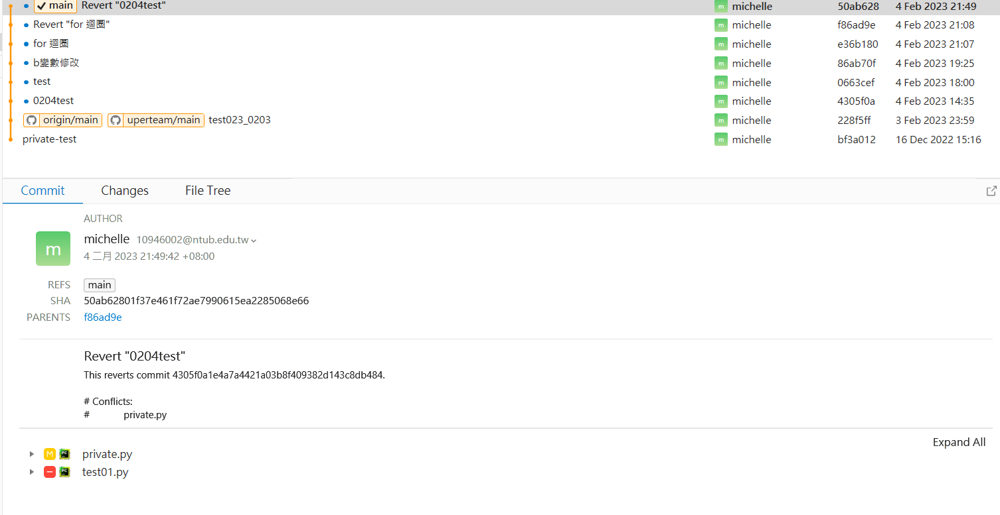 main Revert "0204test" michelle 50ab628 4 Feb 2023 21:49
Revert "for 迴圈" michelle f86ad9e 4 Feb 2023 21:08
for 迴圈 michelle e36b180 4 Feb 2023 21:07
b變數修改 michelle 86ab70f 4 Feb 2023 19:25
test michelle 0663cef 4 Feb 2023 18:00
0204test michelle 4305f0a 4 Feb 2023 14:35
origin/main uperteam/main test023_0203 michelle 228f5ff 3 Feb 2023 23:59
private-test michelle bf3a012 16 Dec 2022 15:16
Commit Changes File Tree
AUTHOR
m michelle 10946002@ntub.edu.tw
4 二月 2023 21:49:42 +08:00
REFS main
SHA 50ab62801f37e461f72ae7990615ea2285068e66
PARENTS f86ad9e
Revert "0204test"
This reverts commit 4305f0a1e4a7a4421a03b8f409382d143c8db484.
# Conflicts:
# private.py
Expand All
M private.py
test01.py